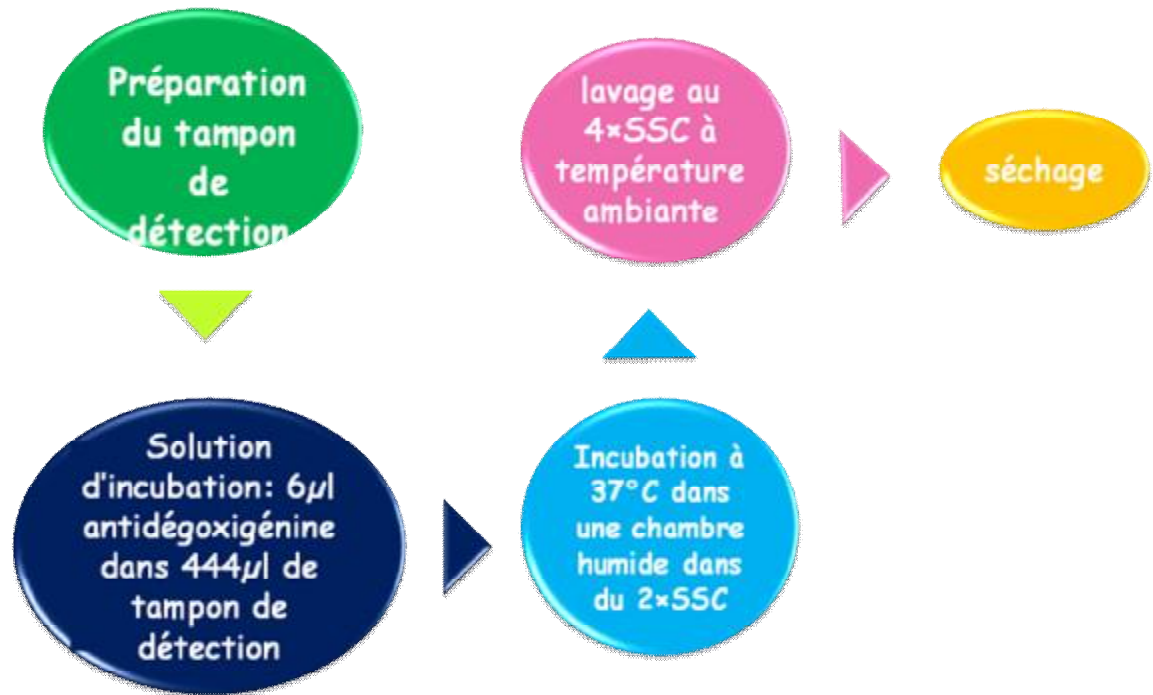 Préparation
du tampon
de
détection
Solution
d'incubation: 6µl
antidégoxigénine
dans 444µl de
tampon de
détection
Incubation à
37°C dans
une chambre
humide dans
du 2×SSC
lavage au
4×SSC à
température
ambiante
séchage